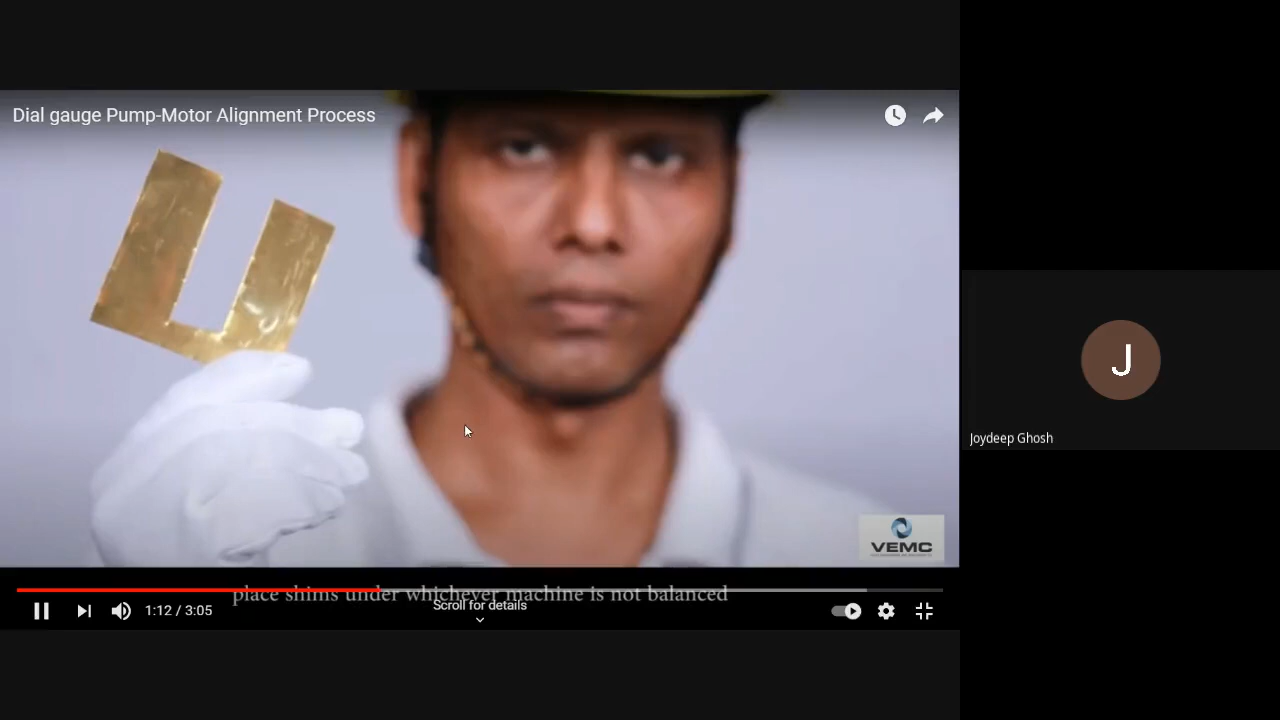 Dial gauge Pump-Motor Alignment Process
VEMC
place shims under whichever machine is not balanced
Scroll for details
1:12 / 3:05
J
Joydeep Ghosh